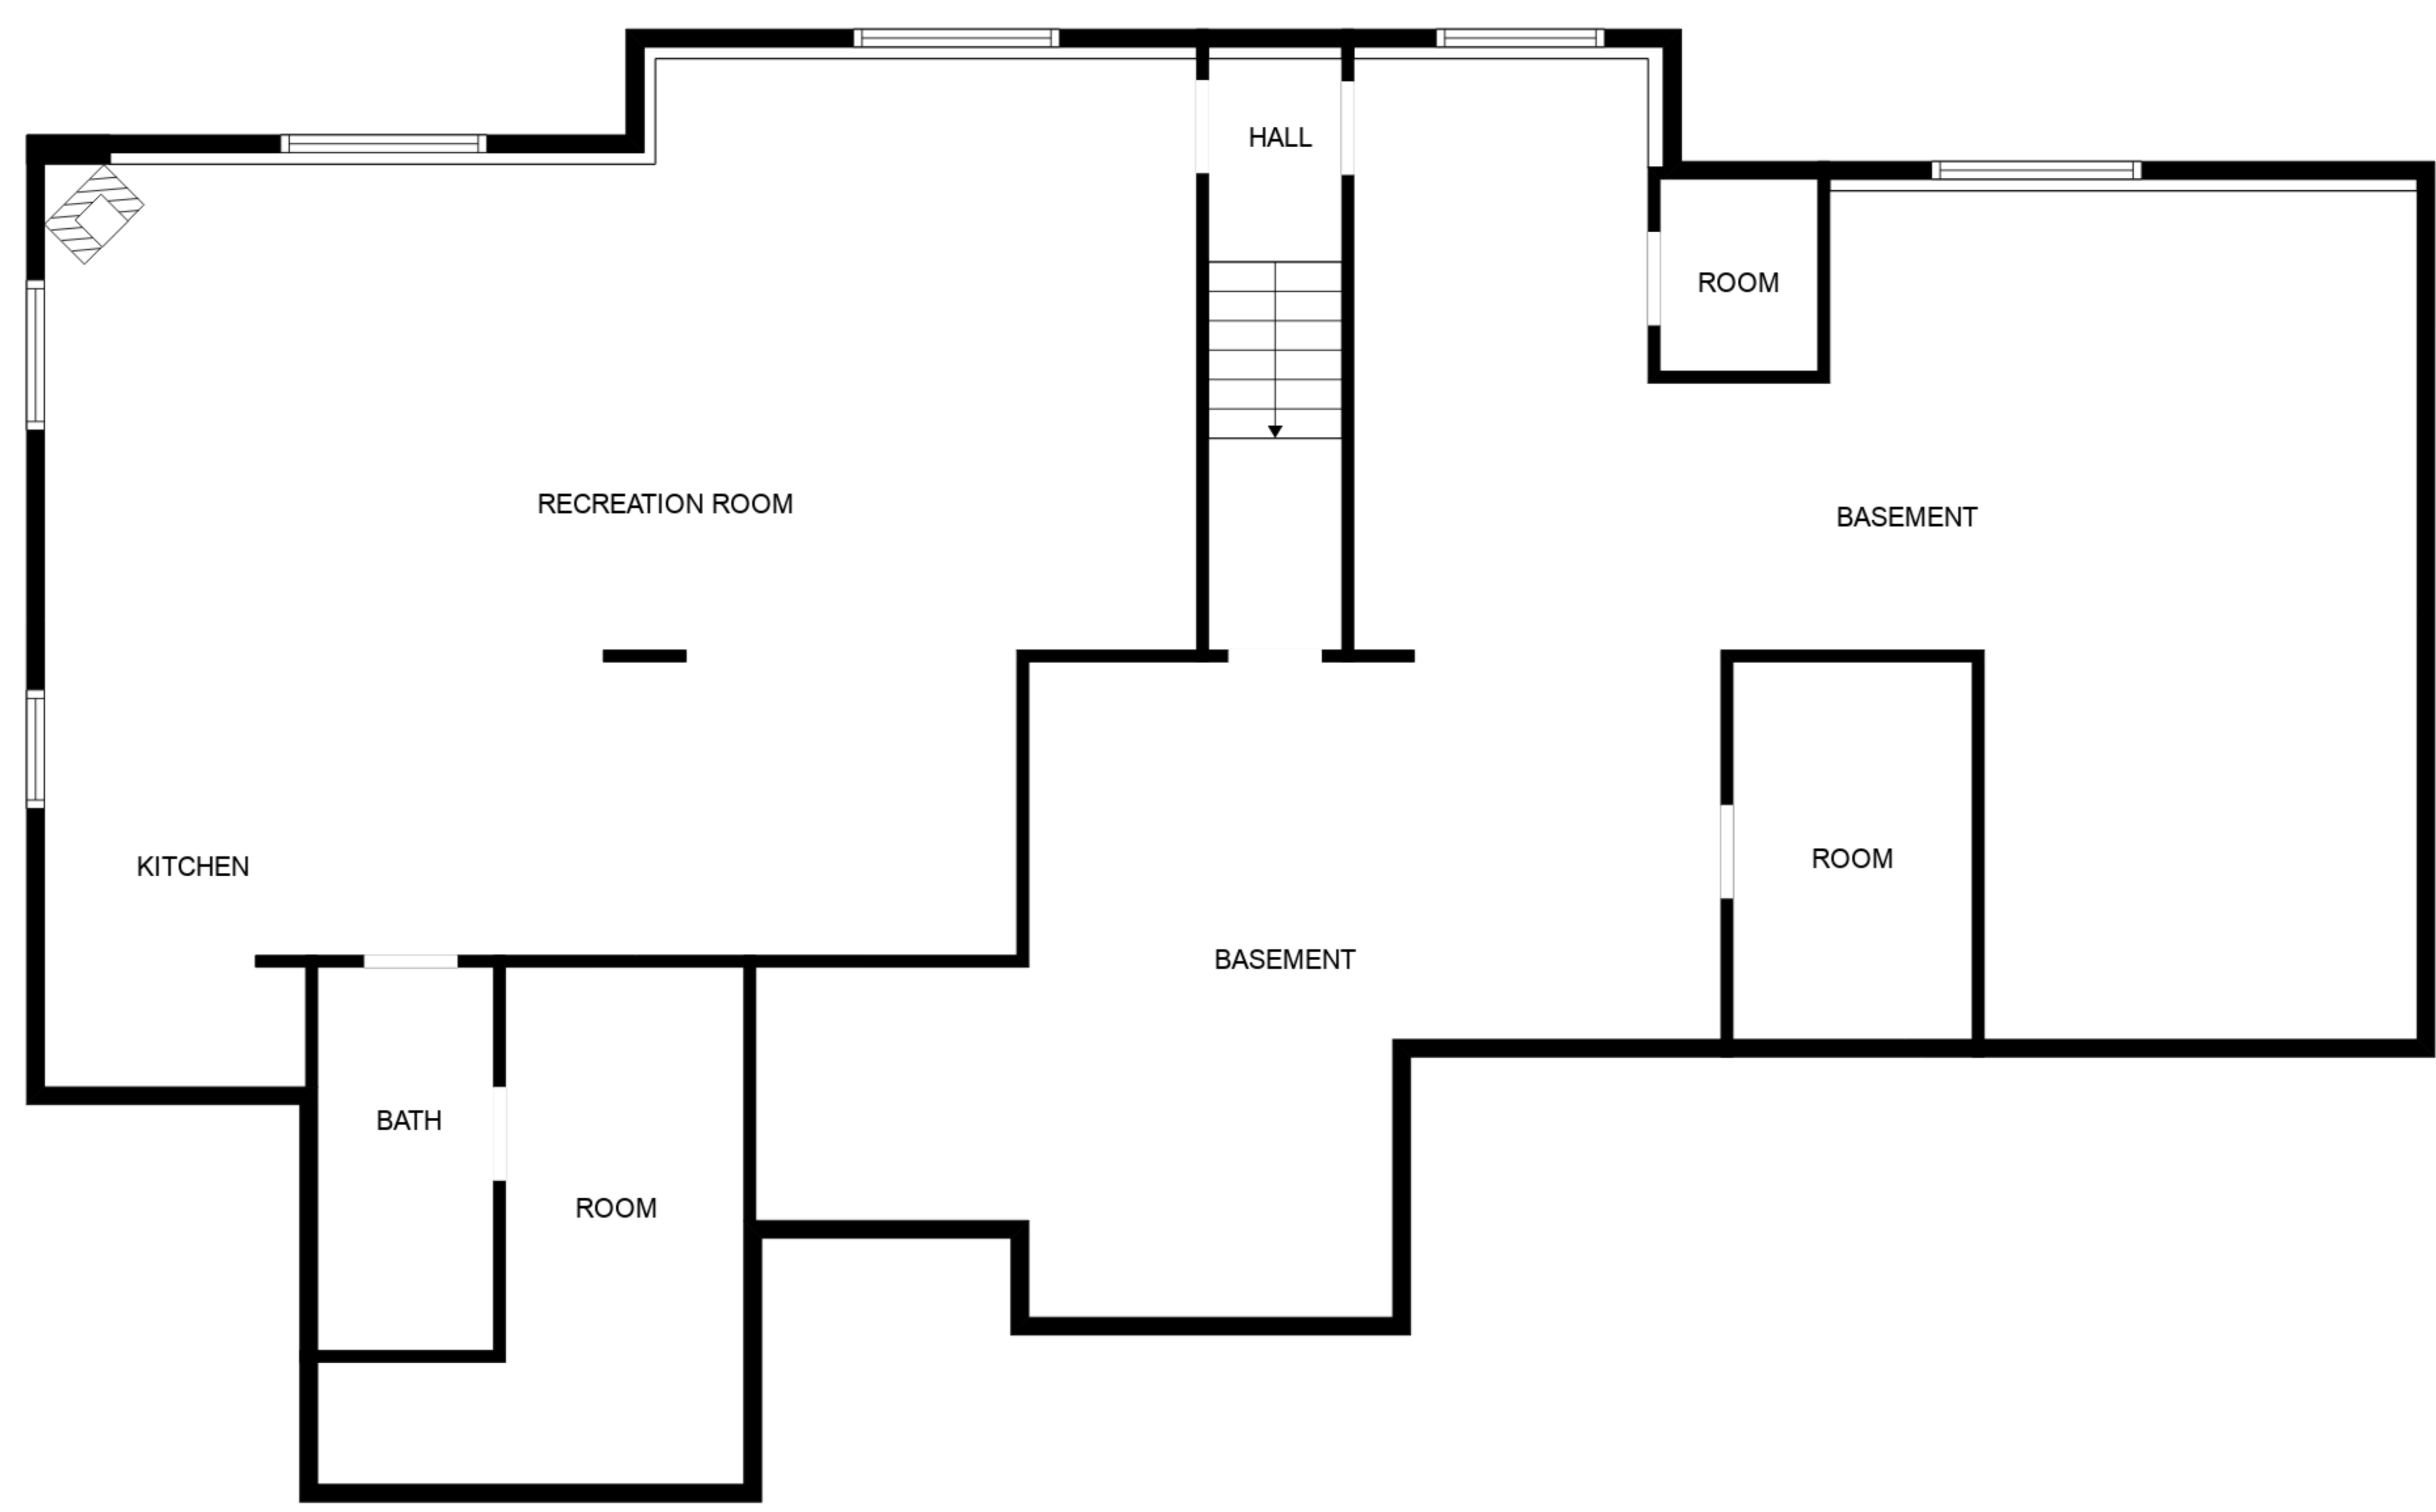 HALL
ROOM
RECREATION ROOM
BASEMENT
KITCHEN
ROOM
BASEMENT
BATH
ROOM